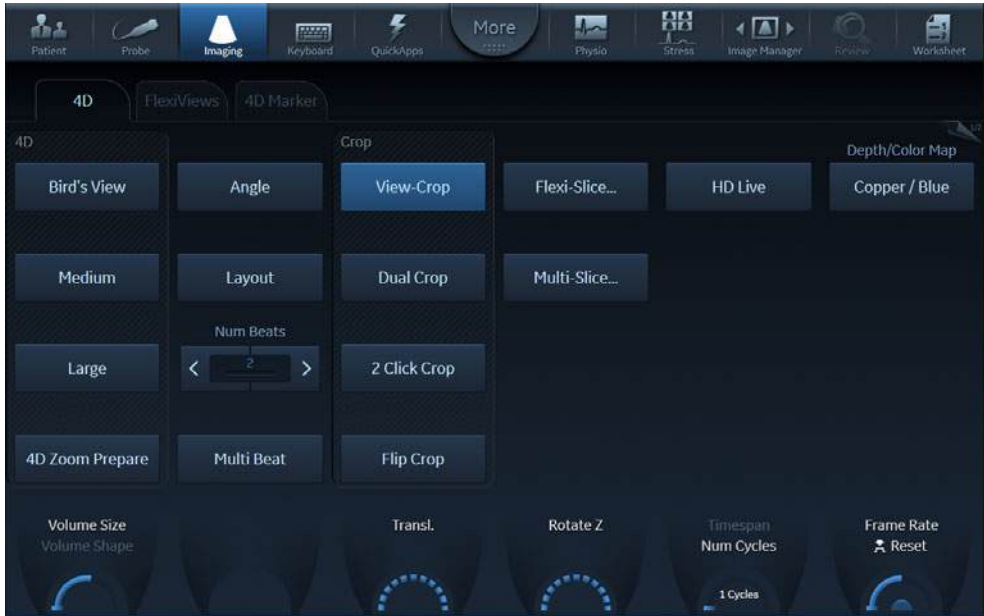 Patient
Probe
Imaging
Keyboard
QuickApps
More
Physio
Stress
Image Manager
Review
Worksheet
4D
FlexiViews
4D Marker
1/2
4D
Crop
Depth/Color Map
Bird's View
Angle
View-Crop
Flexi-Slice...
HD Live
Copper / Blue
Medium
Layout
Dual Crop
Multi-Slice...
Num Beats
Large
2
2 Click Crop
4D Zoom Prepare
Multi Beat
Flip Crop
Volume Size
Volume Shape
Transl.
Rotate Z
Timespan
Num Cycles
1 Cycles
Frame Rate
Reset